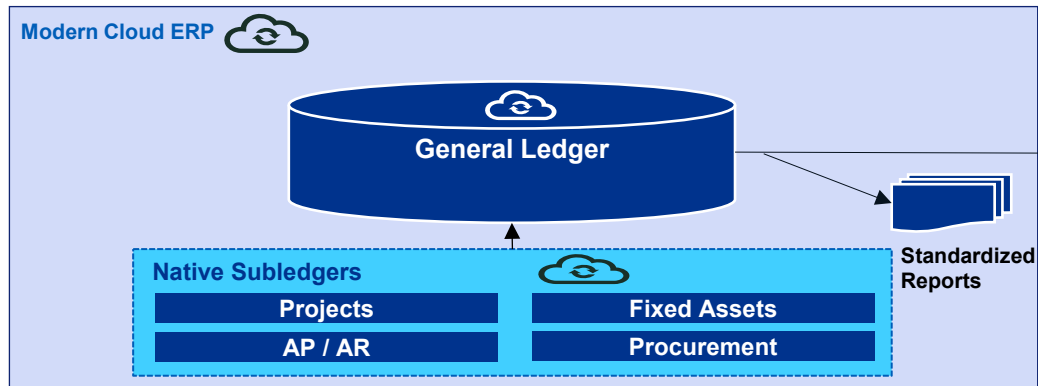 Modern Cloud ERP
General Ledger
Standardized
Reports
Native Subledgers
Projects
Fixed Assets
AP / AR
Procurement